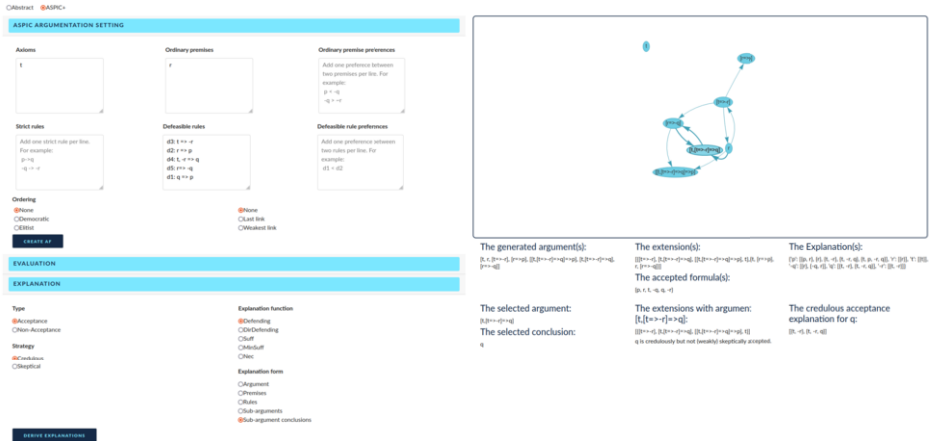 Abstract ASPIC+
ASPIC ARGUMENTATION SETTING
Axioms
t
Ordinary premises
r
Ordinary premise preferences
Add one preference between
two premises per line. For
example:
p < -q
-q < -r
Strict rules
Add one strict rule per line.
For example:
p ->q
-q -> -r
Defeasible rules
d3: t => -r
d2: r => p
d4: t, -r => q
d5: r=> -q
d1: q => p
Defeasible rule preferences
Add one preference between
two rules per line. For
example:
d1 < d2
Ordering
None
Democratic
Elitist
None
Last link
Weakest link
CREATE AF
EVALUATION
EXPLANATION
Type
Acceptance
Non-Acceptance
Strategy
Credulous
Skeptical
Explanation function
Defending
DirDefending
Suff
MinSuff
Nec
Explanation form
Argument
Premises
Rules
Sub-arguments
Sub-argument conclusions
DERIVE EXPLANATIONS
t
[r=>p]
[t=>-r]
[r=>-q]
r
[t,[t=>-r]=>q]
[[t,[t=>-r]=>q]=>p]
The generated argument(s):
[t, r, [t=>-r], [r=>p], [[t,[t=>-r]=>q]=>p], [t,[t=>-r]=>q],
[r=>-q]]
The extension(s):
The accepted formula(s):
{p, r, t, -q, q, -r}
The Explanation(s):
The selected argument:
[t,[t=>-r]=>q]
The selected conclusion:
q
The extensions with argument:
[t,[t=>-r]=>q]:
[[[t=>-r], [t,[t=>-r]=>q], [[t,[t=>-r]=>q]=>p], t]]
q is credulously but not (weakly) skeptically accepted.
The credulous acceptance
explanation for q:
[{t, -r}, {t, -r, q}]